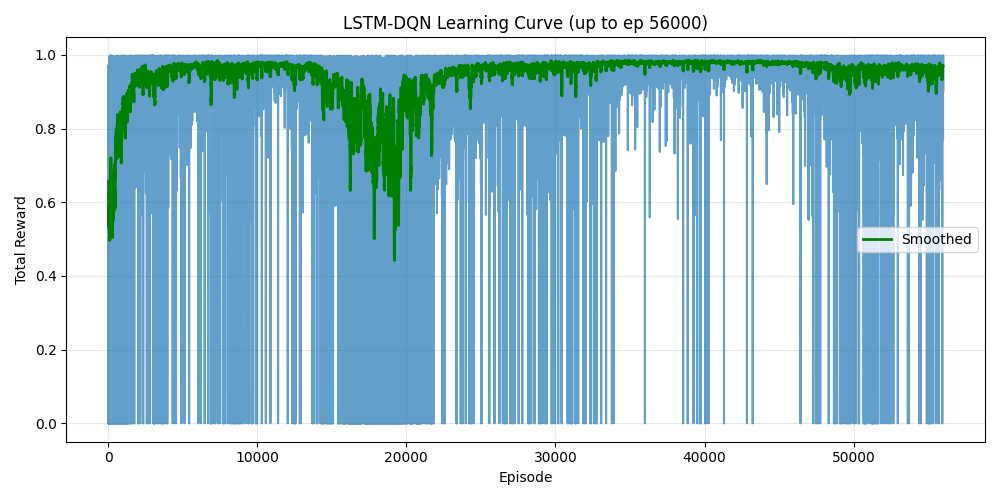 LSTM-DQN Learning Curve (up to ep 56000)
Total Reward
1.0
0.8
0.6
0.4
0.2
0.0
Smoothed
0 10000 20000 30000 40000 50000
Episode